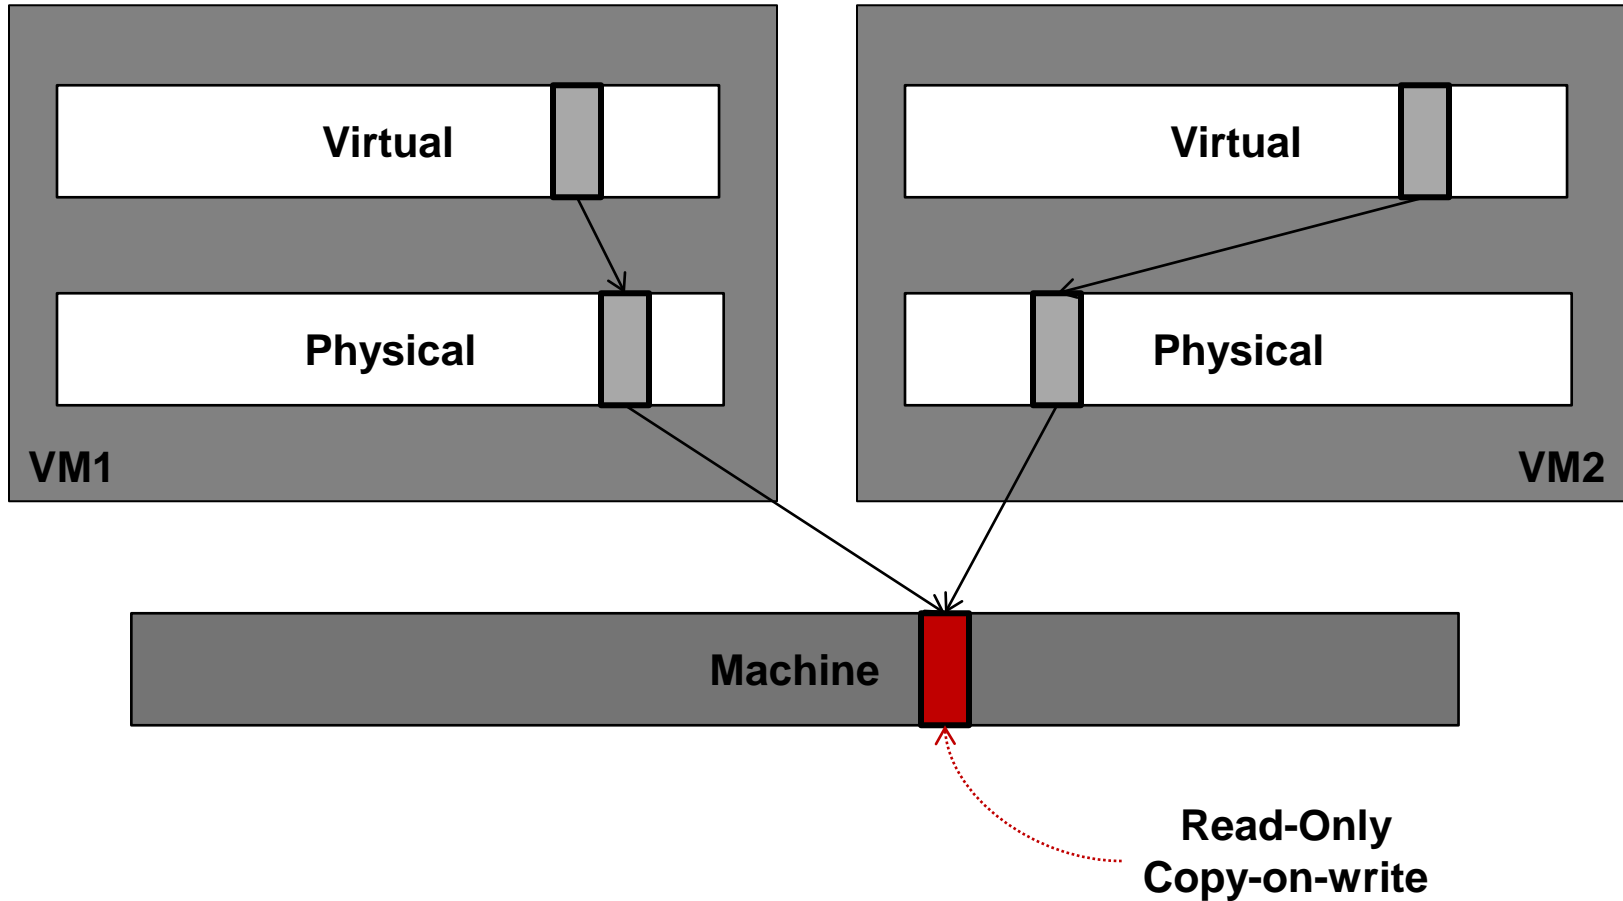 Virtual
Virtual
Physical
Physical
VM1
VM2
Machine
Read-Only
Copy-on-write